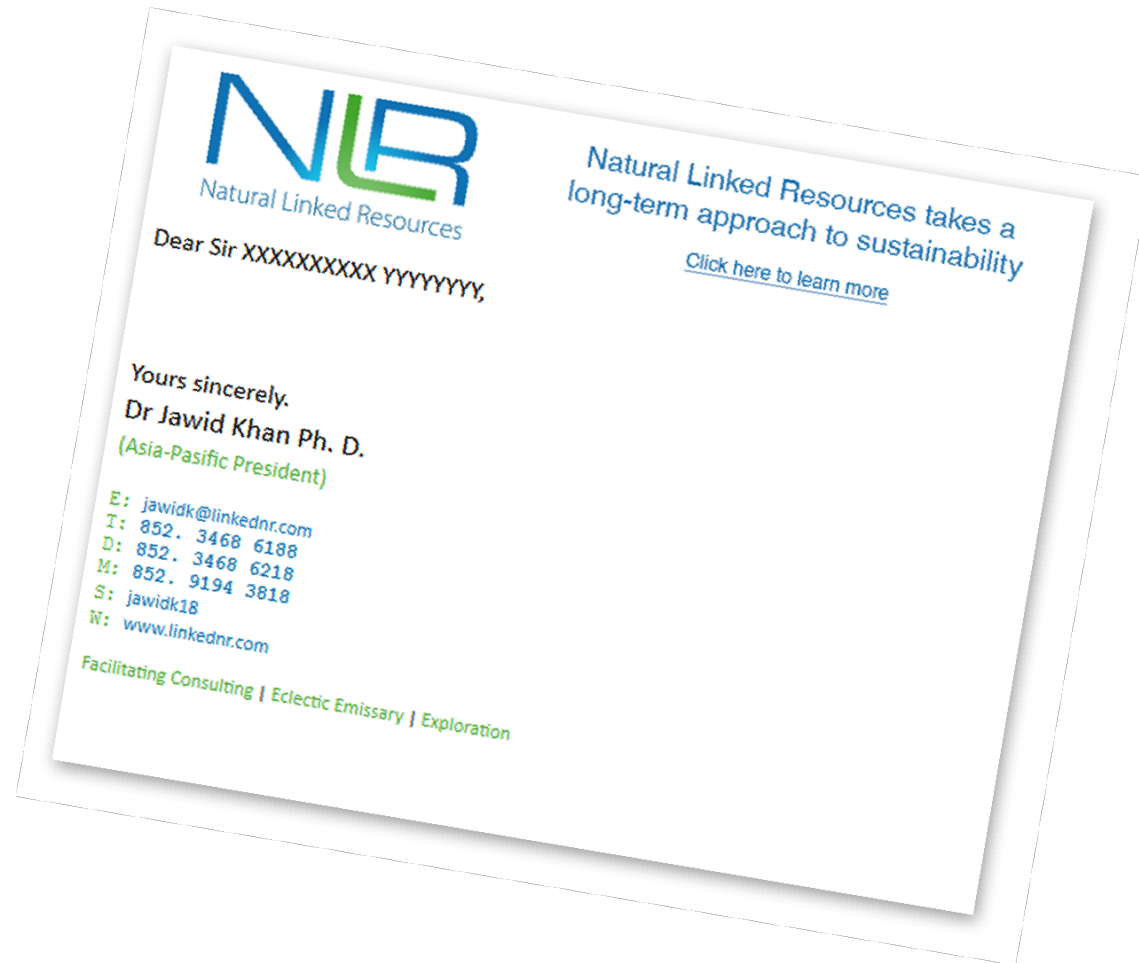 NLR
Natural Linked Resources
Natural Linked Resources takes a
long-term approach to sustainability
Click here to learn more
Dear Sir XXXXXXXXXX YYYYYYYY,
Yours sincerely.
Dr Jawid Khan Ph. D.
(Asia-Pasific President)
E: jawidk@linkednr.com
T: 852. 3468 6188
D: 852. 3468 6218
M: 852. 9194 3818
S: jawidk18
W: www.linkednr.com
Facilitating Consulting | Eclectic Emissary | Exploration